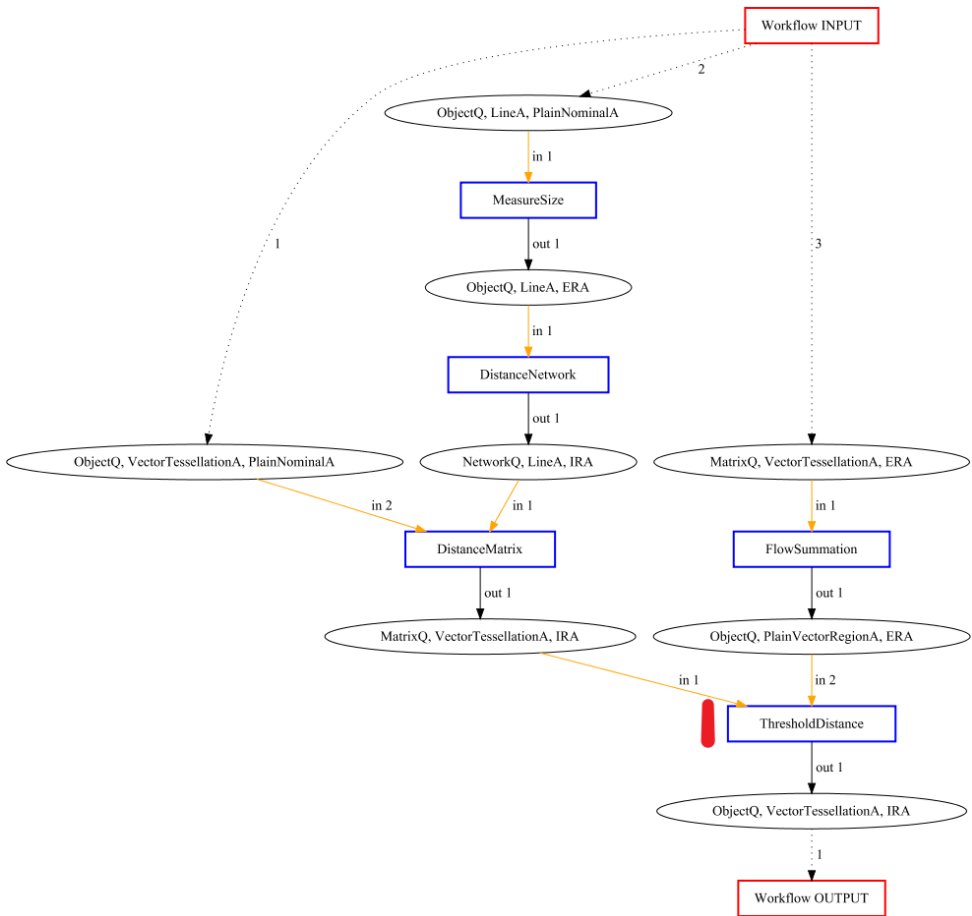 Workflow INPUT
2
ObjectQ, LineA, PlainNominalA
in 1
MeasureSize
out 1
1
3
ObjectQ, LineA, ERA
in 1
DistanceNetwork
out 1
ObjectQ, VectorTessellationA, PlainNominalA
NetworkQ, LineA, IRA
MatrixQ, VectorTessellationA, ERA
in 2
in 1
in 1
DistanceMatrix
FlowSummation
out 1
out 1
MatrixQ, VectorTessellationA, IRA
ObjectQ, PlainVectorRegionA, ERA
in 1
in 2
ThresholdDistance
out 1
ObjectQ, VectorTessellationA, IRA
1
Workflow OUTPUT